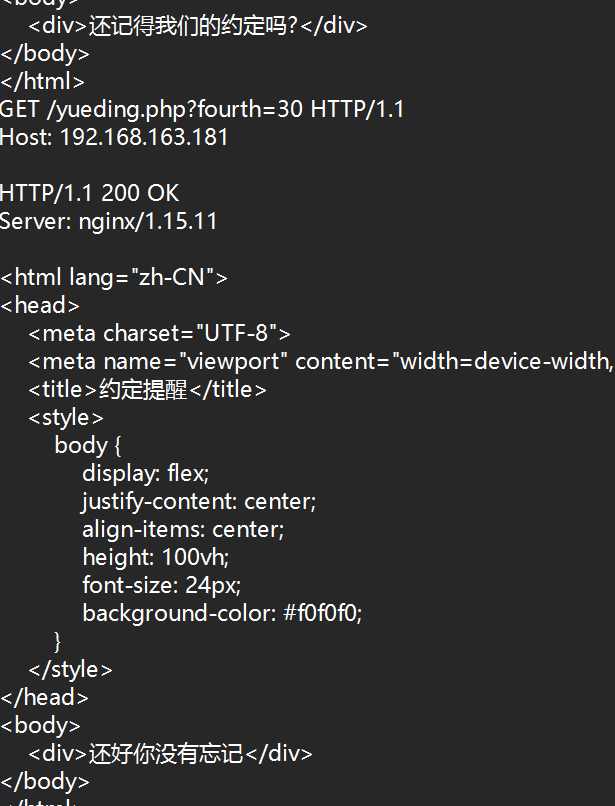 <body>
<div>还记得我们的约定吗?</div>
</body>
</html>
GET /yueding.php?fourth=30 HTTP/1.1
Host: 192.168.163.181
HTTP/1.1 200 OK
Server: nginx/1.15.11
<html lang="zh-CN">
<head>
<meta charset="UTF-8">
<meta name="viewport" content="width=device-width,
<title>约定提醒</title>
<style>
body {
display: flex;
justify-content: center;
align-items: center;
height: 100vh;
font-size: 24px;
background-color: #f0f0f0;
}
</style>
</head>
<body>
<div>还好你没有忘记</div>
</body>
</html>